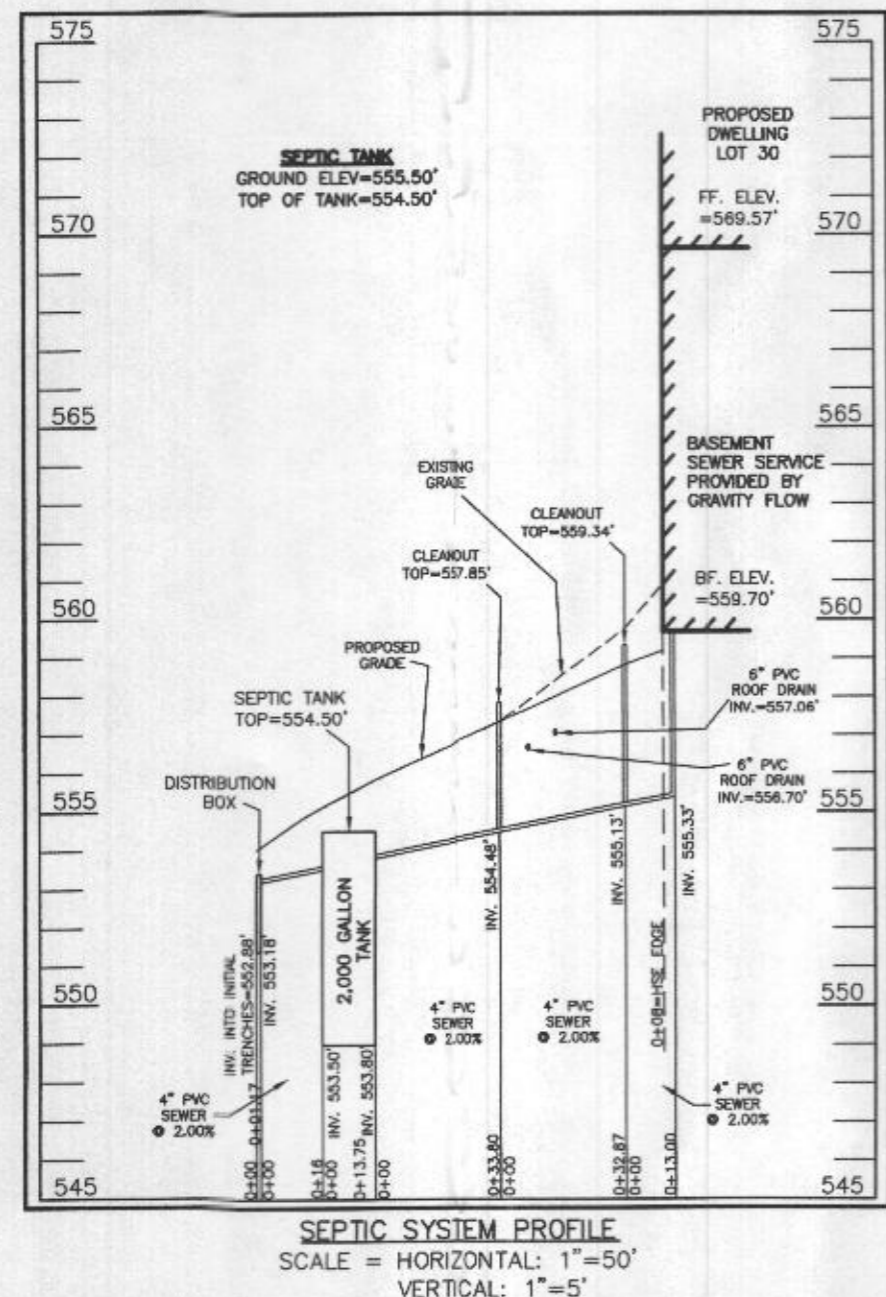 575
575
PROPOSED
DWELLING
LOT 30
SEPTIC TANK
GROUND ELEV=555.50'
TOP OF TANK=554.50'
FF. ELEV.
=569.57'
570
570
565
565
BASEMENT
SEWER SERVICE
PROVIDED BY
GRAVITY FLOW
EXISTING
GRADE
CLEANOUT
TOP=559.34'
CLEANOUT
TOP=557.85'
BF. ELEV.
=559.70'
560
560
PROPOSED
GRADE
6" PVC
ROOF DRAIN
INV.=557.06'
SEPTIC TANK
TOP=554.50'
6" PVC
ROOF DRAIN
INV.=556.70'
DISTRIBUTION
BOX
555
555
INV. INTO INITIAL
TRENCHES=552.88'
INV. 553.18'
2,000 GALLON
TANK
INV. 554.48'
INV. 555.13'
INV. 555.33'
550
550
0+08=HSE EDGE
4" PVC
SEWER
@ 2.00%
4" PVC
SEWER
@ 2.00%
INV. 553.50'
INV. 553.80'
4" PVC
SEWER
@ 2.00%
4" PVC
SEWER
@ 2.00%
0+01.17
0+00
0+00
0+16
0+00
0+13.75
0+00
0+33.80
0+00
0+32.87
0+00
0+13.00
545
545
SEPTIC SYSTEM PROFILE
SCALE = HORIZONTAL: 1"=50'
VERTICAL: 1"=5'